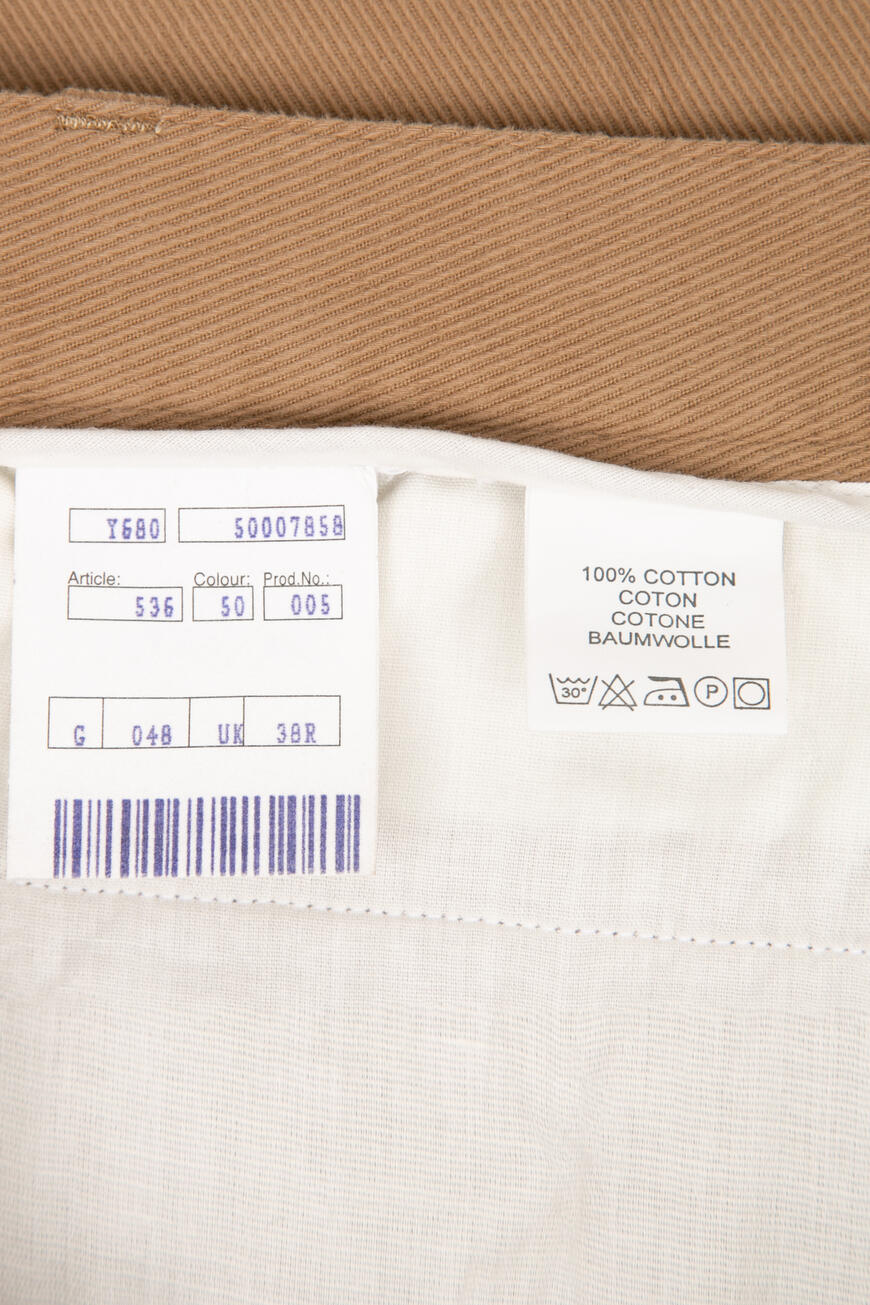 Y680 50007858
Article: Colour: Prod.No.:
536 50 005
G 048 UK 38R
100% COTTON
COTON
COTONE
BAUMWOLLE
30° P